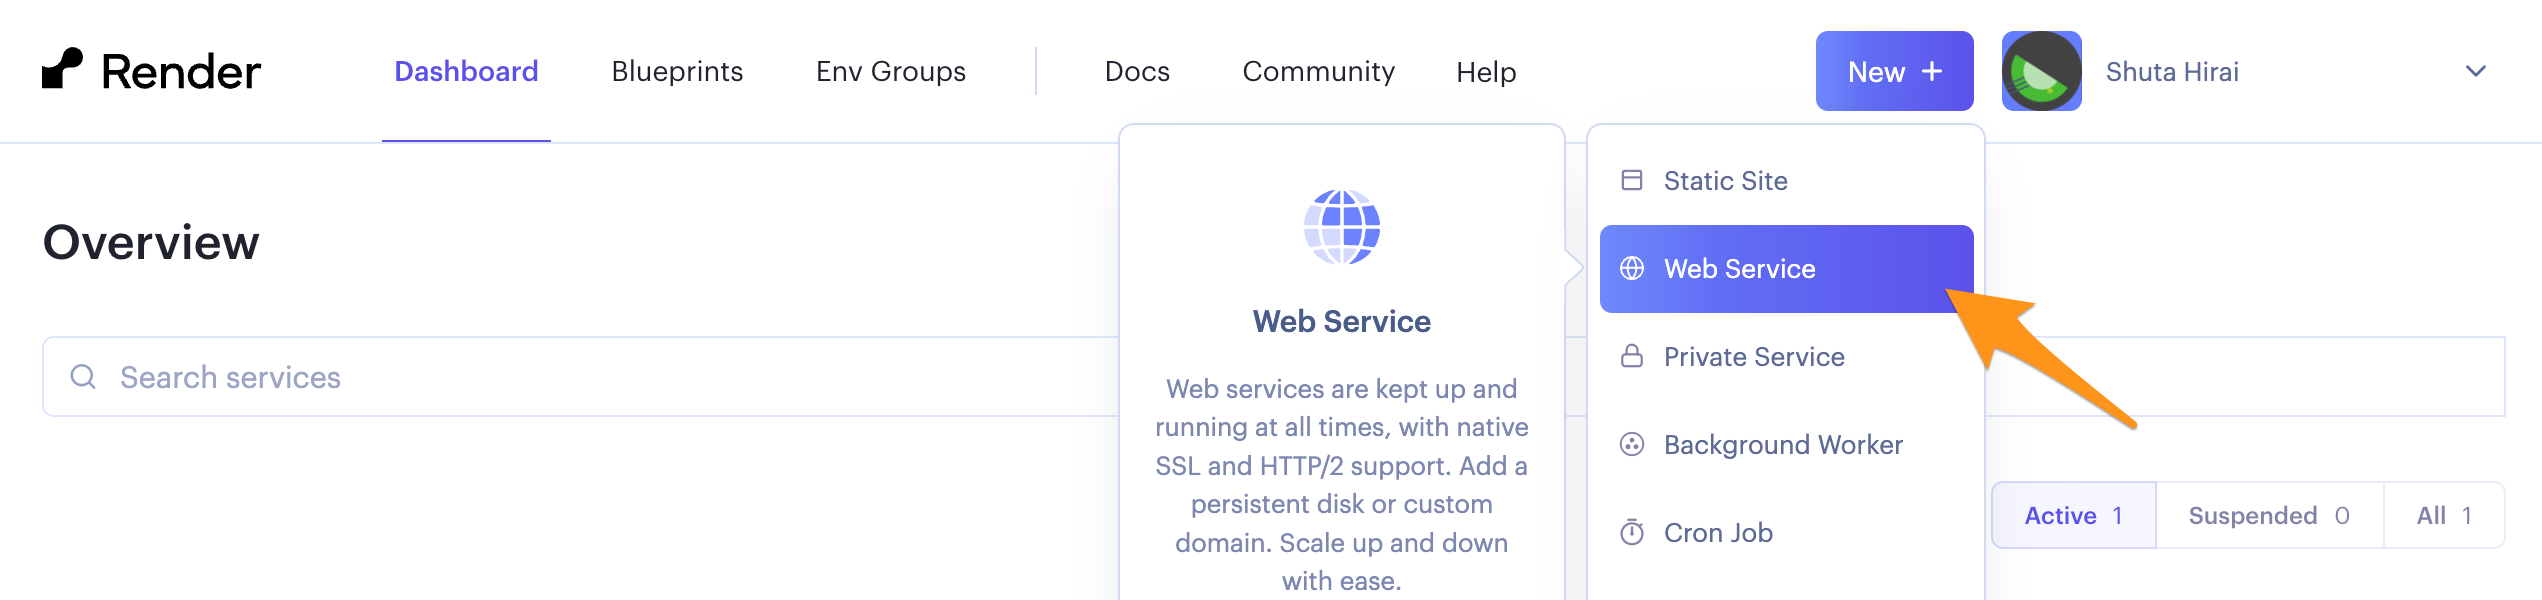 Render
Dashboard
Blueprints
Env Groups
Docs
Community
Help
New +
Shuta Hirai
Overview
Search services
Web Service
Web services are kept up and
running at all times, with native
SSL and HTTP/2 support. Add a
persistent disk or custom
domain. Scale up and down
with ease.
Static Site
Web Service
Private Service
Background Worker
Cron Job
Active 1
Suspended 0
All 1